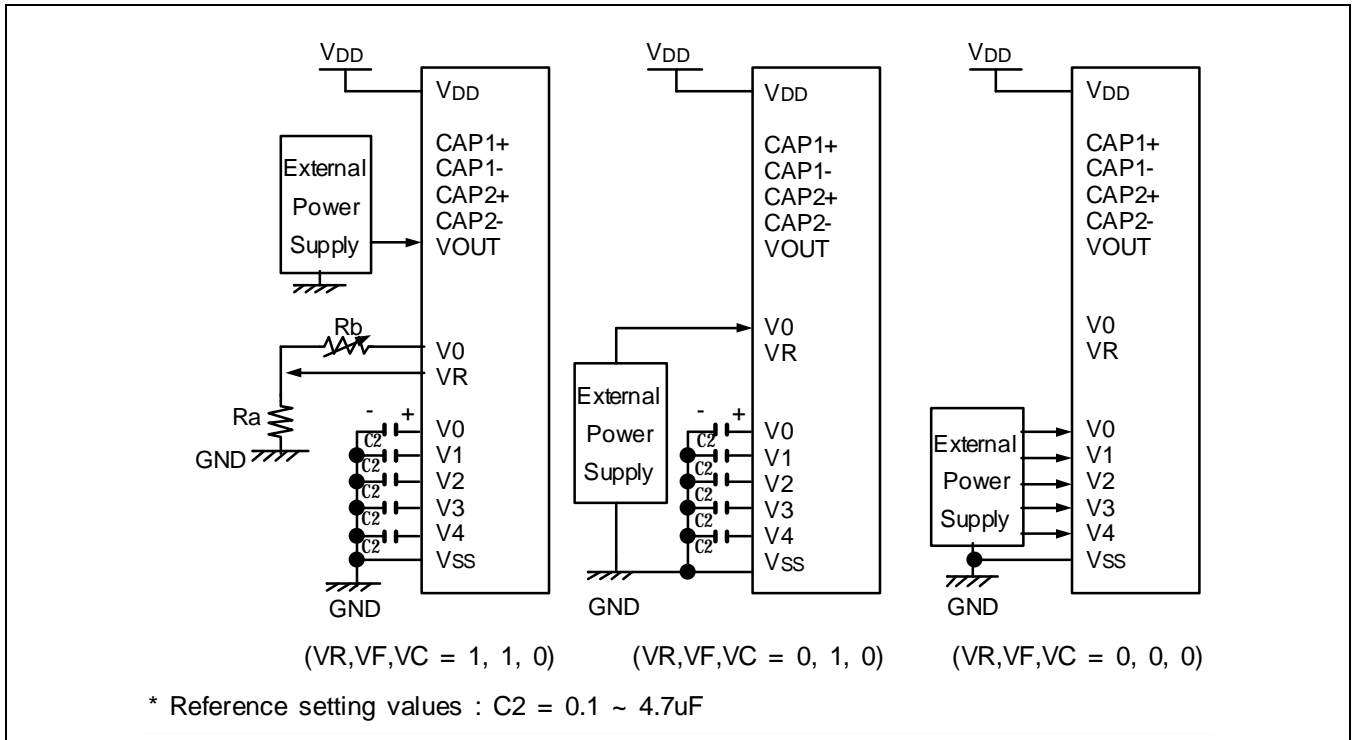 VDD
VDD
CAP1+
CAP1-
CAP2+
CAP2-
VOUT
External
Power
Supply
Rb
V0
VR
Ra
GND
- +
C2
C2
C2
C2
C2
V0
V1
V2
V3
V4
VSS
GND
(VR,VF,VC = 1, 1, 0)
VDD
VDD
CAP1+
CAP1-
CAP2+
CAP2-
VOUT
V0
VR
External
Power
Supply
- +
C2
C2
C2
C2
C2
V0
V1
V2
V3
V4
VSS
GND
(VR,VF,VC = 0, 1, 0)
VDD
VDD
CAP1+
CAP1-
CAP2+
CAP2-
VOUT
V0
VR
External
Power
Supply
V0
V1
V2
V3
V4
VSS
GND
(VR,VF,VC = 0, 0, 0)
* Reference setting values : C2 = 0.1 ~ 4.7uF